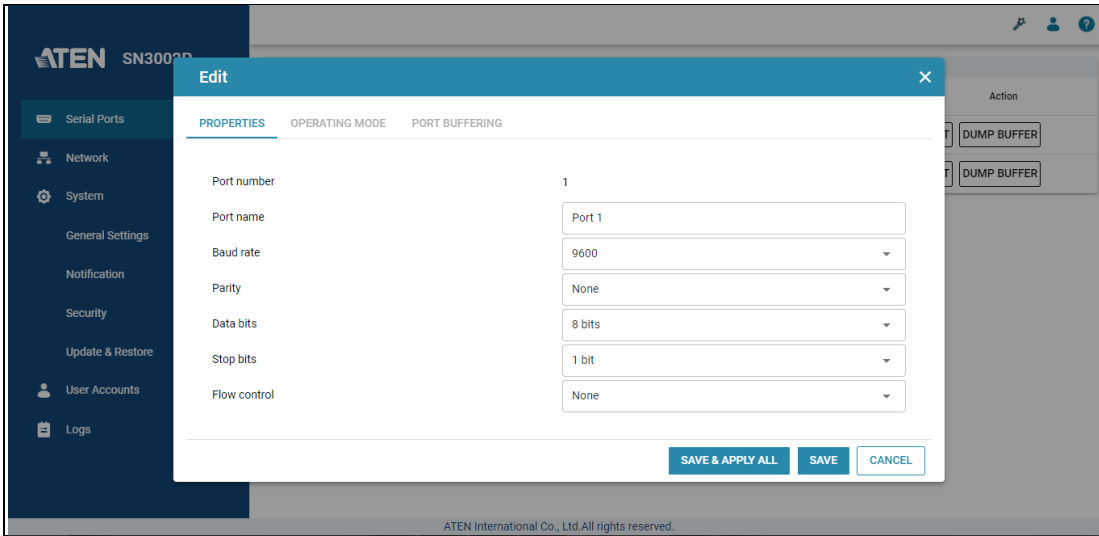 ATEN
Edit
Action
Serial Ports
PROPERTIES OPERATING MODE PORT BUFFERING
T DUMP BUFFER
Network
Port number 1
T DUMP BUFFER
System
Port name Port 1
General Settings
Baud rate 9600
Notification
Parity None
Security
Data bits 8 bits
Update & Restore
Stop bits 1 bit
User Accounts
Flow control None
Logs
SAVE & APPLY ALL SAVE CANCEL
ATEN International Co., Ltd.All rights reserved.